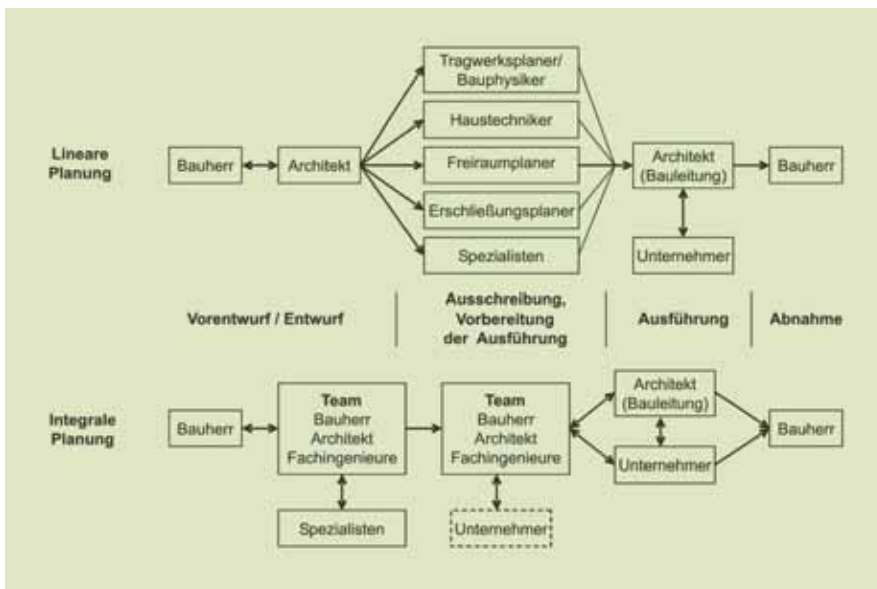 Lineare
Planung
Bauherr
Architekt
Tragwerksplaner/
Bauphysiker
Haustechniker
Freiraumplaner
Erschließungsplaner
Spezialisten
Architekt
(Bauleitung)
Unternehmer
Bauherr
Vorentwurf / Entwurf
Ausschreibung,
Vorbereitung
der Ausführung
Ausführung
Abnahme
Integrale
Planung
Bauherr
Team
Bauherr
Architekt
Fachingenieure
Spezialisten
Team
Bauherr
Architekt
Fachingenieure
Unternehmer
Architekt
(Bauleitung)
Unternehmer
Bauherr